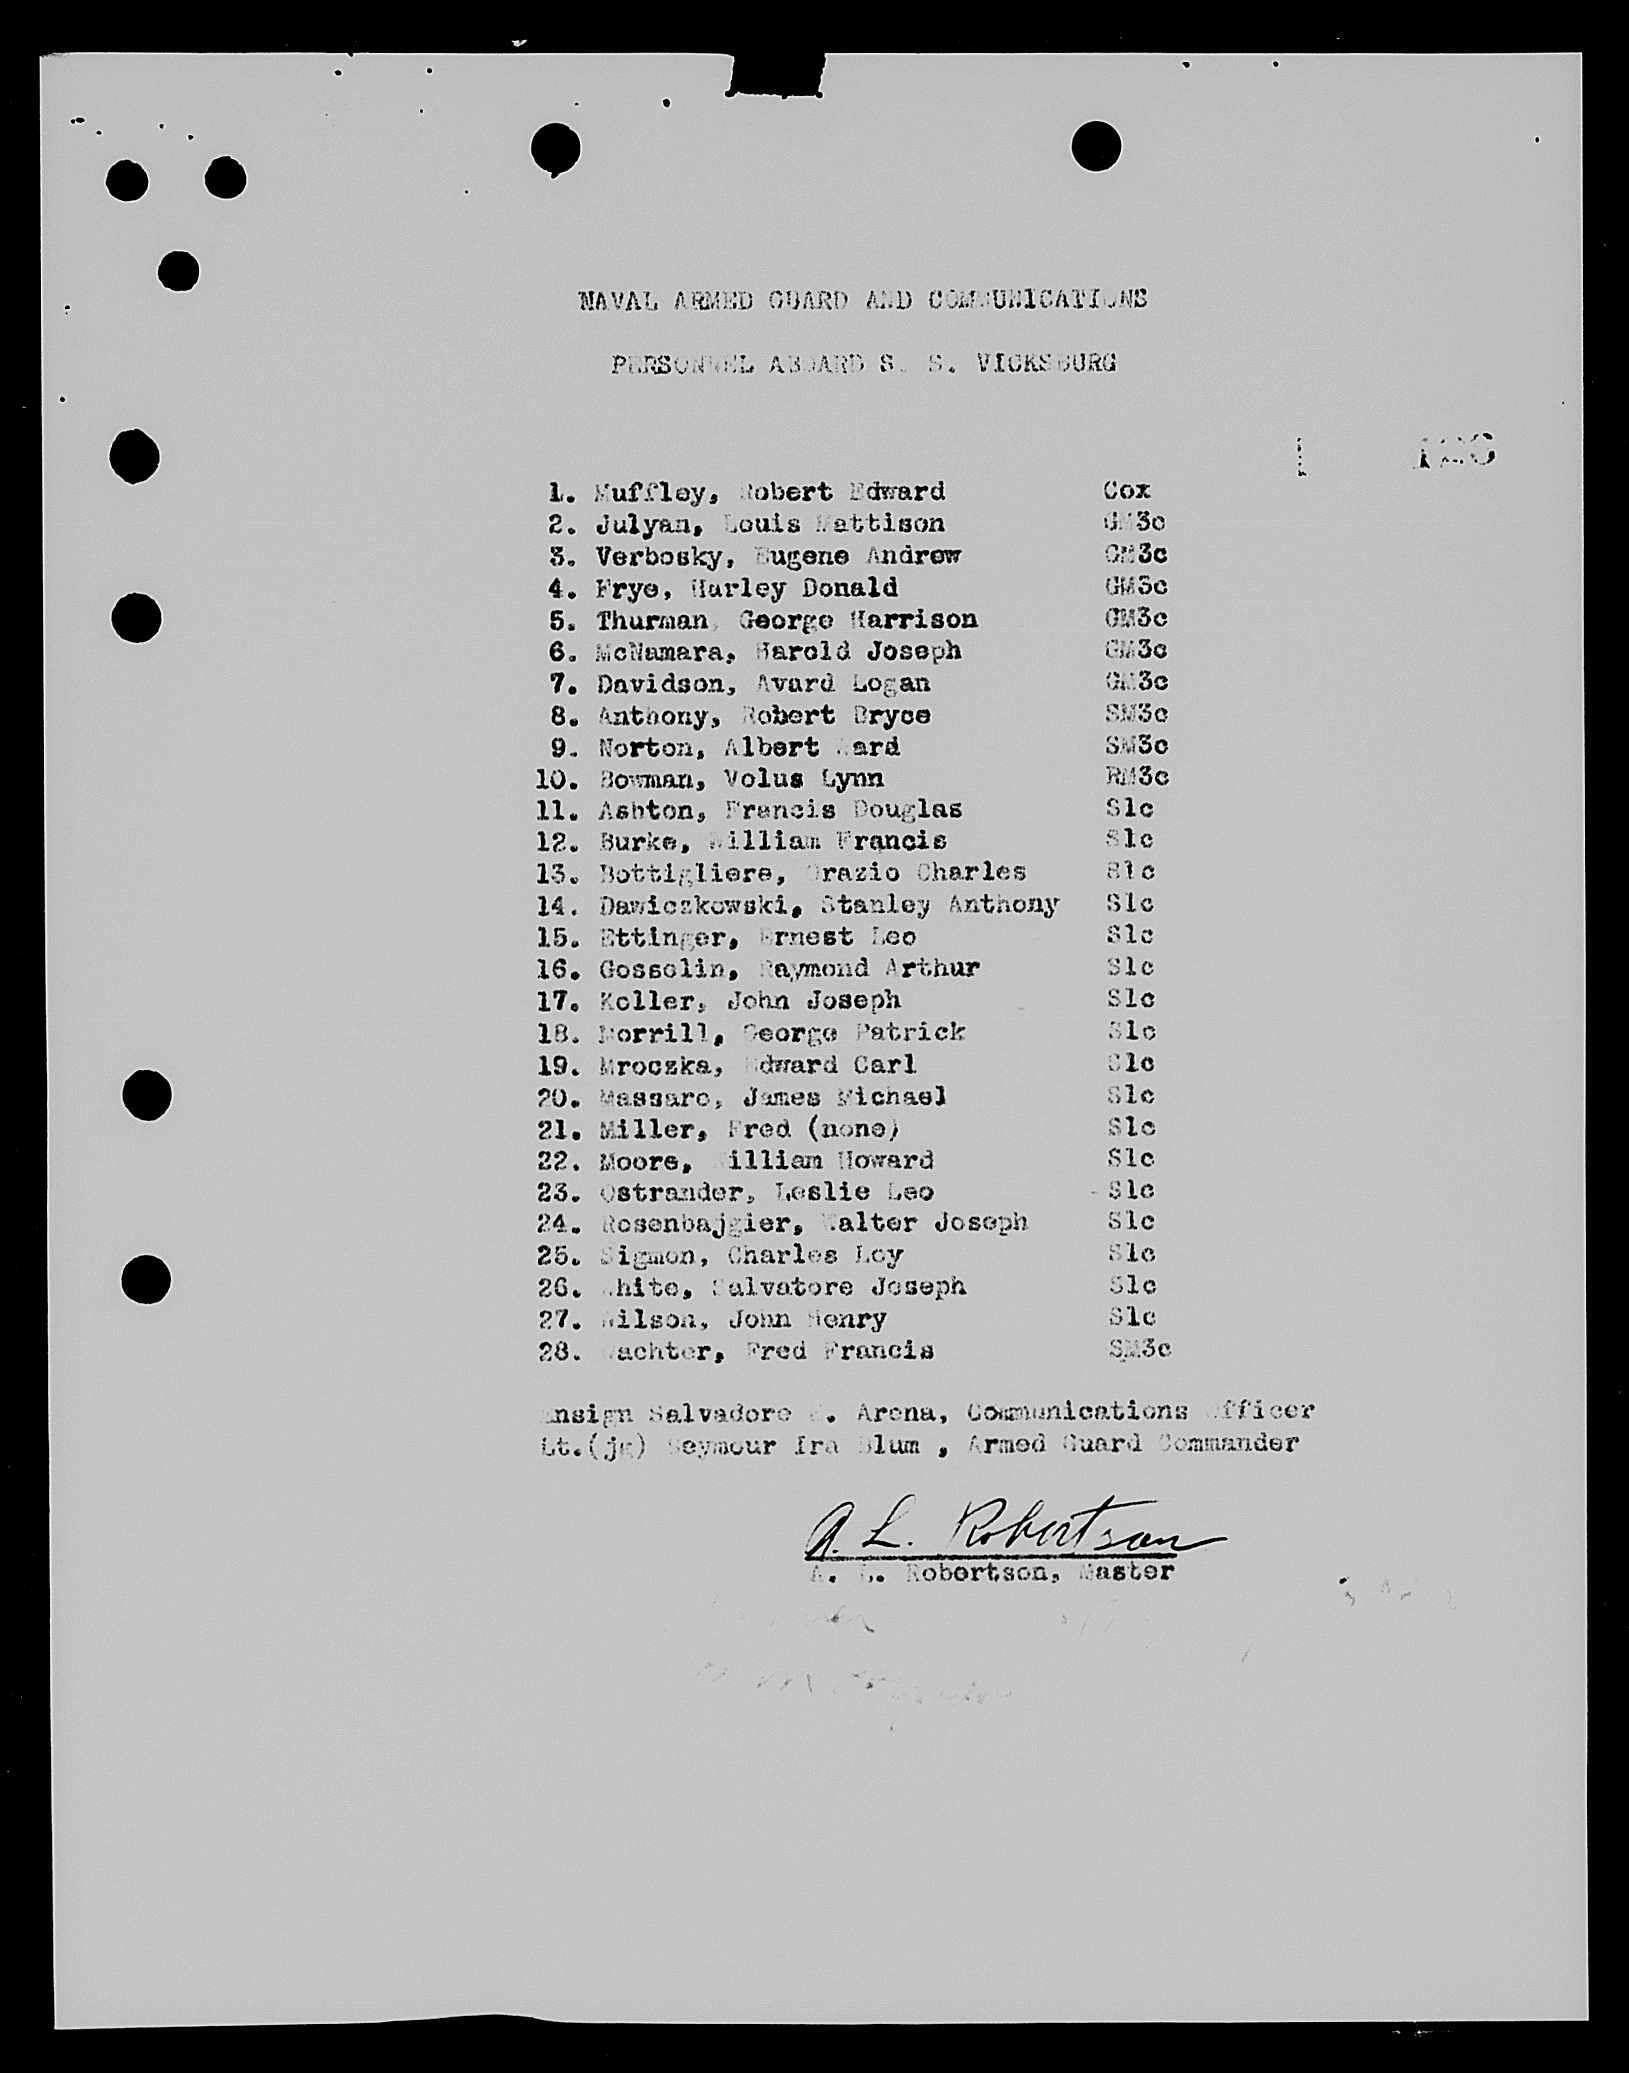 NAVAL ARMED GUARD AND COMMUNICATIONS
PERSONNEL ABOARD S. S. VICKSBURG
1. Muffley, Robert Edward Cox
2. Julyan, Louis Mattison GM3c
3. Verbosky, Eugene Andrew GM3c
4. Frye, Harley Donald GM3c
5. Thurman, George Harrison GM3c
6. McNamara, Harold Joseph GM3c
7. Davidson, Avard Logan GM3c
8. Anthony, Robert Bryce SM3c
9. Norton, Albert Ward SM3c
10. Bowman, Volus Lynn RM3c
11. Ashton, Francis Douglas S1c
12. Burke, William Francis S1c
13. Bottigliere, Orazio Charles S1c
14. Dawiczkowski, Stanley Anthony S1c
15. Ettinger, Ernest Leo S1c
16. Gosselin, Raymond Arthur S1c
17. Koller, John Joseph S1c
18. Morrill, George Patrick S1c
19. Mroczka, Edward Carl S1c
20. Massaro, James Michael S1c
21. Miller, Fred (none) S1c
22. Moore, William Howard S1c
23. Ostrander, Leslie Leo S1c
24. Rosenbajgier, Walter Joseph S1c
25. Sigmon, Charles Loy S1c
26. White, Salvatore Joseph S1c
27. Wilson, John Henry S1c
28. Wachter, Fred Francis SM3c
Ensign Salvadore . Arena, Communications Officer
Lt.(jg) Seymour Ira Blum , Armed Guard Commander
A. L. Robertson
A. L. Robertson, Master